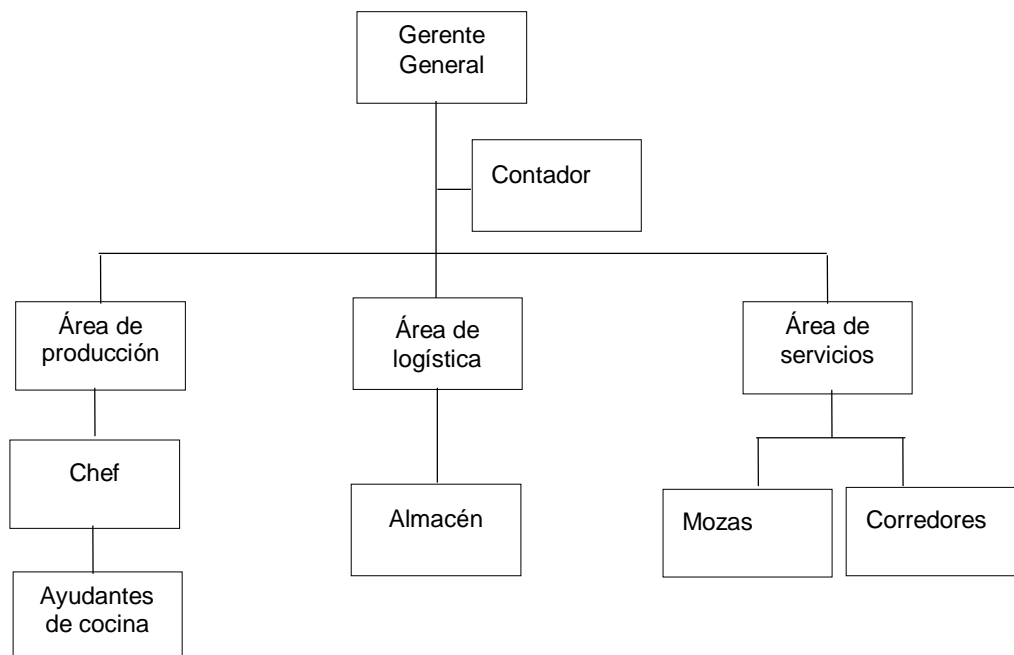 Gerente
General
Contador
Área de
producción
Área de
logística
Área de
servicios
Chef
Almacén
Mozas
Corredores
Ayudantes
de cocina